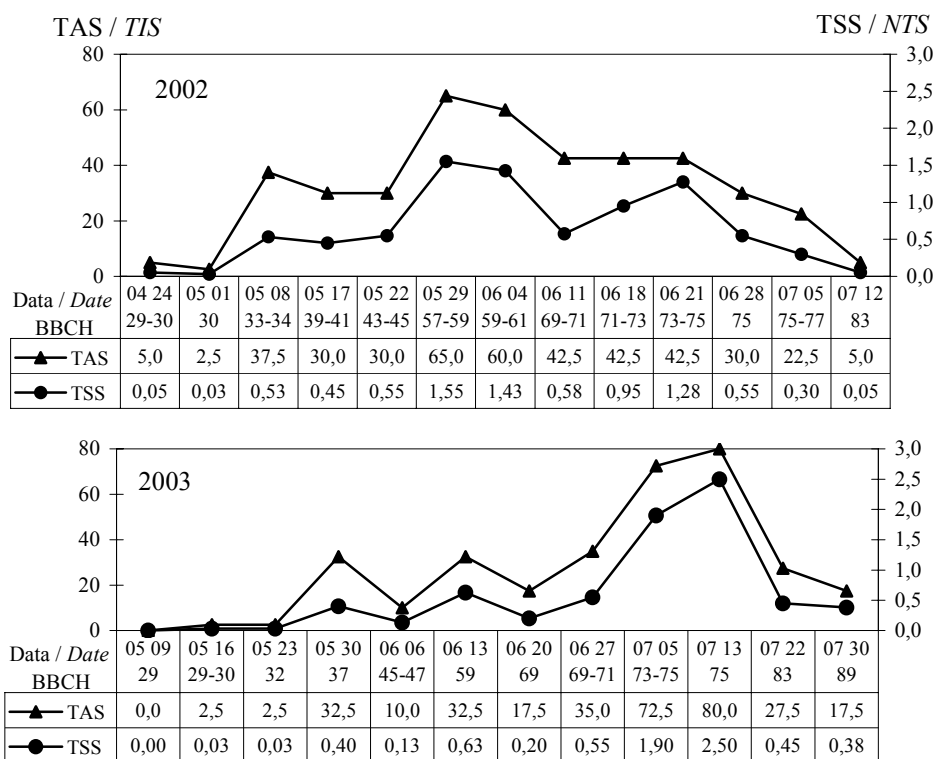 TAS / TIS TSS / NTS
80 3,0
2002 2,5
60 2,0
40 1,5
1,0
20 0,5
0 0,0
Data / Date 04 24 05 01 05 08 05 17 05 22 05 29 06 04 06 11 06 18 06 21 06 28 07 05 07 12
BBCH 29-30 30 33-34 39-41 43-45 57-59 59-61 69-71 71-73 73-75 75 75-77 83
TAS 5,0 2,5 37,5 30,0 30,0 65,0 60,0 42,5 42,5 42,5 30,0 22,5 5,0
TSS 0,05 0,03 0,53 0,45 0,55 1,55 1,43 0,58 0,95 1,28 0,55 0,30 0,05
80 3,0
2003 2,5
60 2,0
40 1,5
1,0
20 0,5
0 0,0
Data / Date 05 09 05 16 05 23 05 30 06 06 06 13 06 20 06 27 07 05 07 13 07 22 07 30
BBCH 29 29-30 32 37 45-47 59 69 69-71 73-75 75 83 89
TAS 0,0 2,5 2,5 32,5 10,0 32,5 17,5 35,0 72,5 80,0 27,5 17,5
TSS 0,00 0,03 0,03 0,40 0,13 0,63 0,20 0,55 1,90 2,50 0,45 0,38